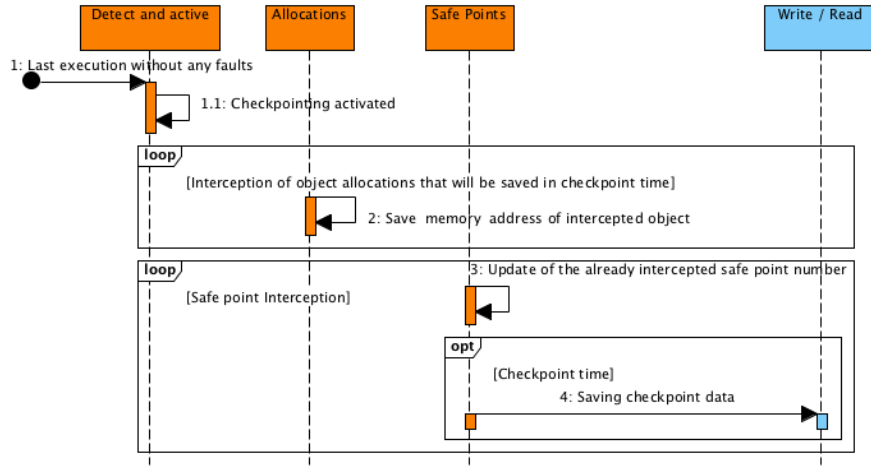 Detect and active
Allocations
Safe Points
Write / Read
1: Last execution without any faults
1.1: Checkpointing activated
loop
[Interception of object allocations that will be saved in checkpoint time]
2: Save memory address of intercepted object
loop
3: Update of the already intercepted safe point number
[Safe point Interception]
opt
[Checkpoint time]
4: Saving checkpoint data